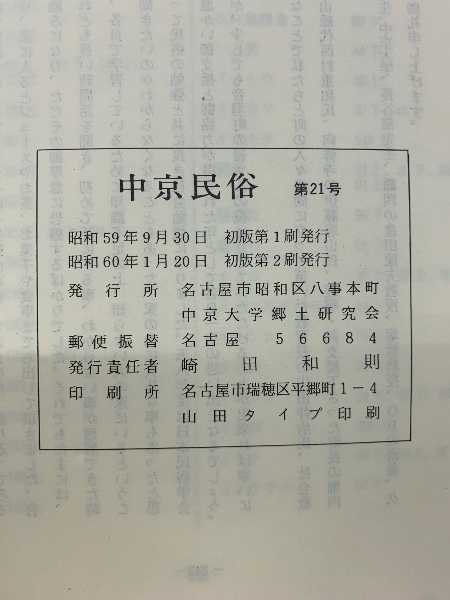 中京民俗 第21号
昭和59年9月30日 初版第1刷発行
昭和60年1月20日 初版第2刷発行
発行所 名古屋市昭和区八事本町
中京大学郷土研究会
郵便振替 名古屋 56684
発行責任者 崎田和則
印刷所 名古屋市瑞穂区平郷町1-4
山田タイプ印刷